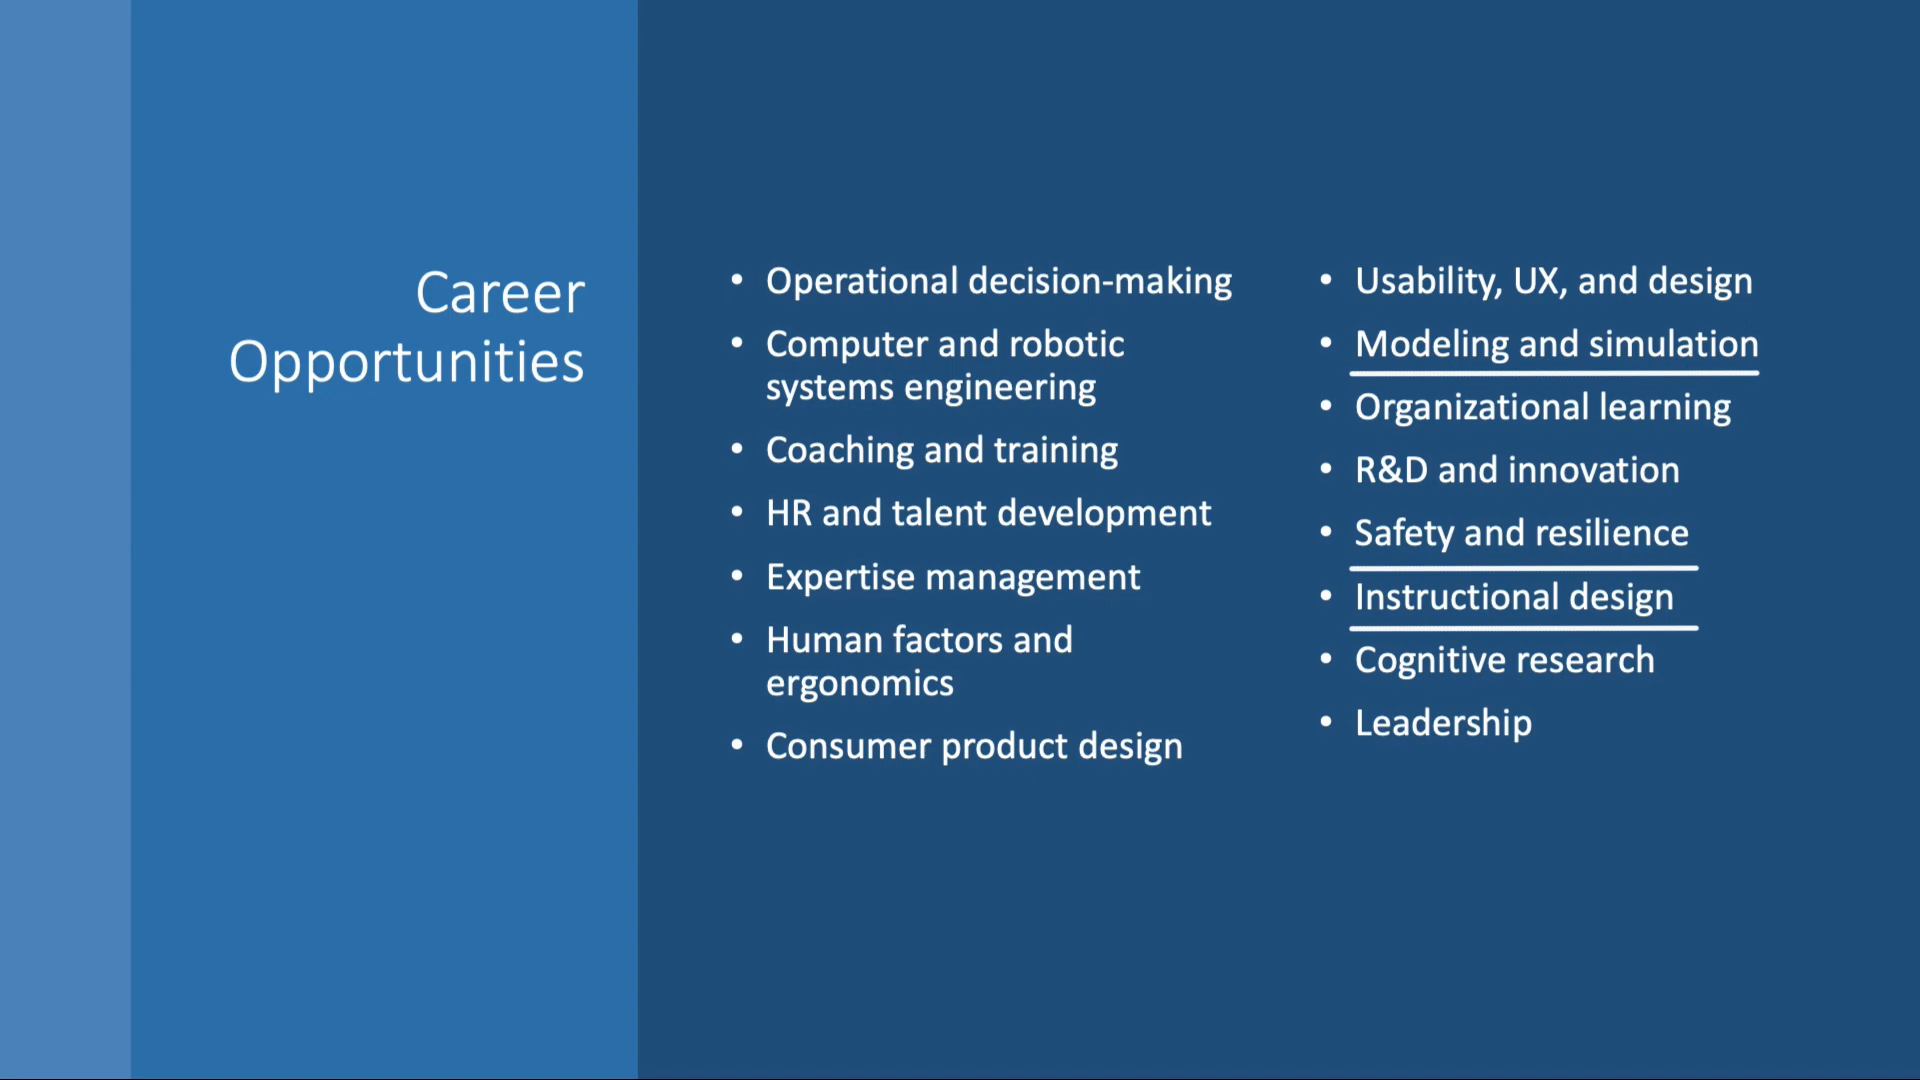 Career
Opportunities
• Operational decision-making
• Computer and robotic
systems engineering
• Coaching and training
• HR and talent development
• Expertise management
• Human factors and
ergonomics
• Consumer product design
• Usability, UX, and design
• Modeling and simulation
• Organizational learning
• R&D and innovation
• Safety and resilience
• Instructional design
• Cognitive research
• Leadership